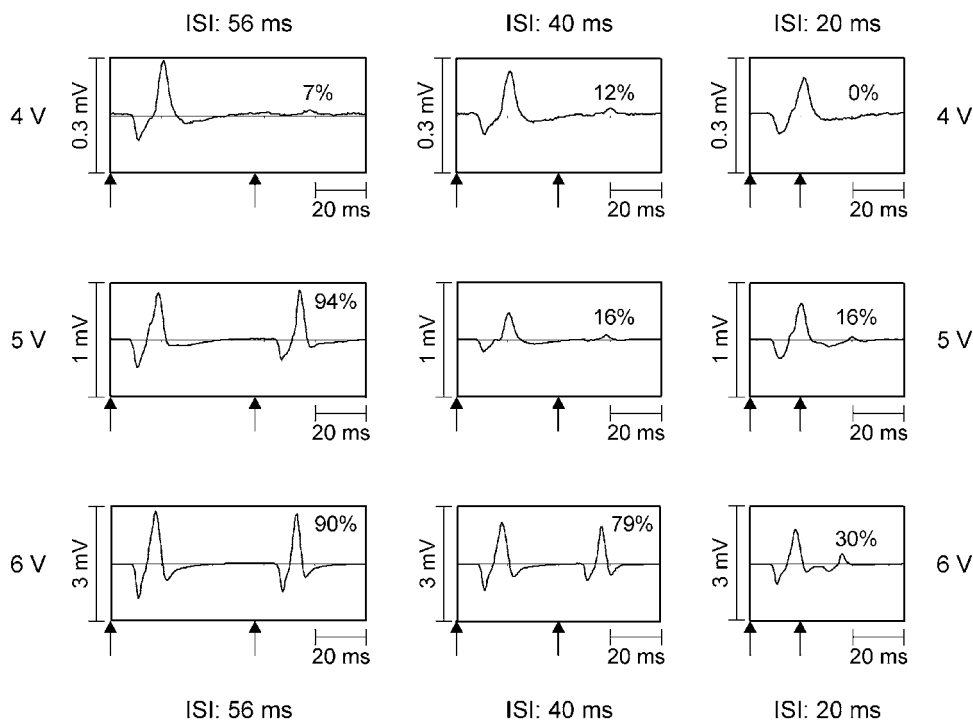 ISI: 56 ms ISI: 40 ms ISI: 20 ms
4 V 0.3 mV 7% 0.3 mV 12% 0.3 mV 0% 4 V
20 ms 20 ms 20 ms
5 V 1 mV 94% 1 mV 16% 1 mV 16% 5 V
20 ms 20 ms 20 ms
6 V 3 mV 90% 3 mV 79% 3 mV 30% 6 V
20 ms 20 ms 20 ms
ISI: 56 ms ISI: 40 ms ISI: 20 ms